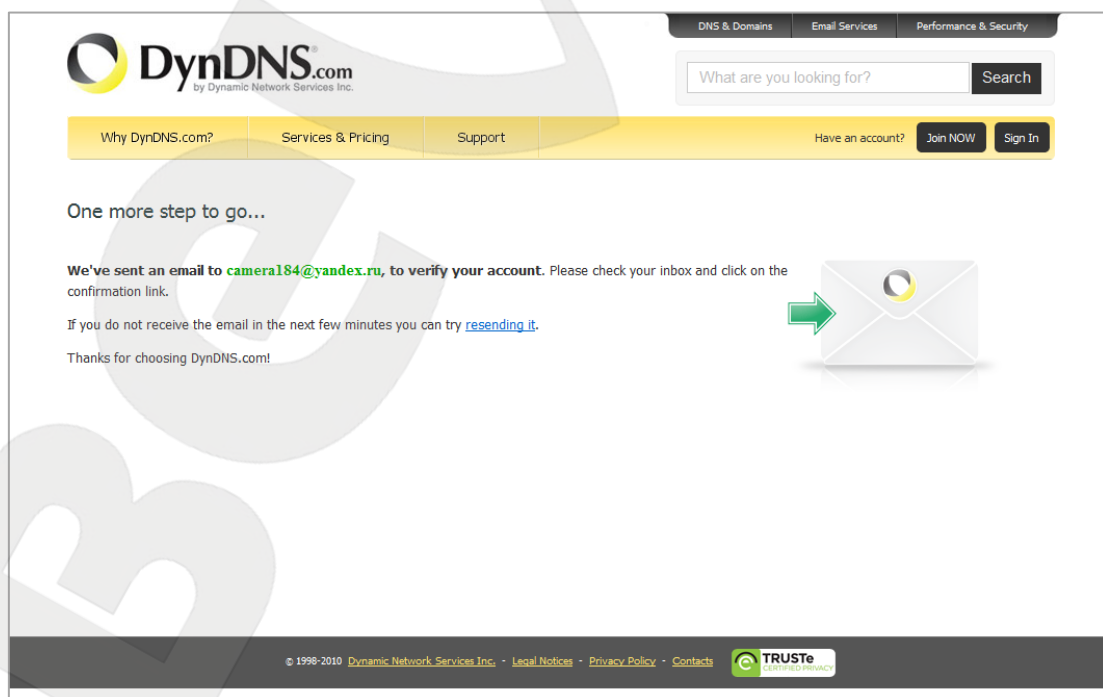 DNS & Domains Email Services Performance & Security
DynDNS.com
by Dynamic Network Services Inc.
What are you looking for? Search
Why DynDNS.com? Services & Pricing Support Have an account? Join NOW Sign In
One more step to go...
We've sent an email to camera184@yandex.ru, to verify your account. Please check your inbox and click on the
confirmation link.
If you do not receive the email in the next few minutes you can try resending it.
Thanks for choosing DynDNS.com!
© 1998-2010 Dynamic Network Services Inc. - Legal Notices - Privacy Policy - Contacts
TRUSTe
CERTIFIED PRIVACY